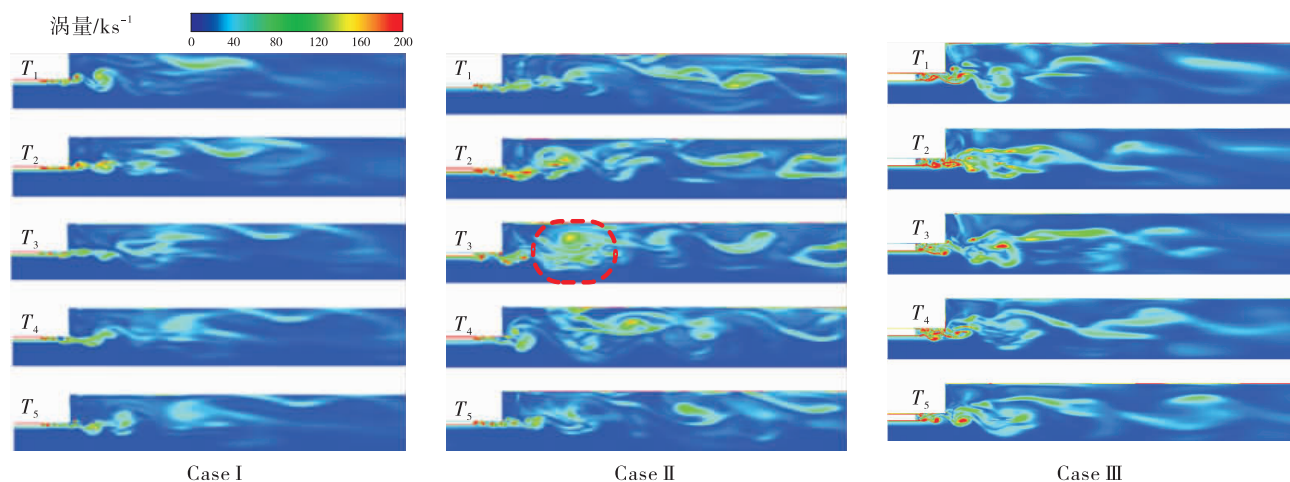 涡量/ks⁻¹
0 40 80 120 160 200
T₁
T₂
T₃
T₄
T₅
Case Ⅰ
T₁
T₂
T₃
T₄
T₅
Case Ⅱ
T₁
T₂
T₃
T₄
T₅
Case Ⅲ